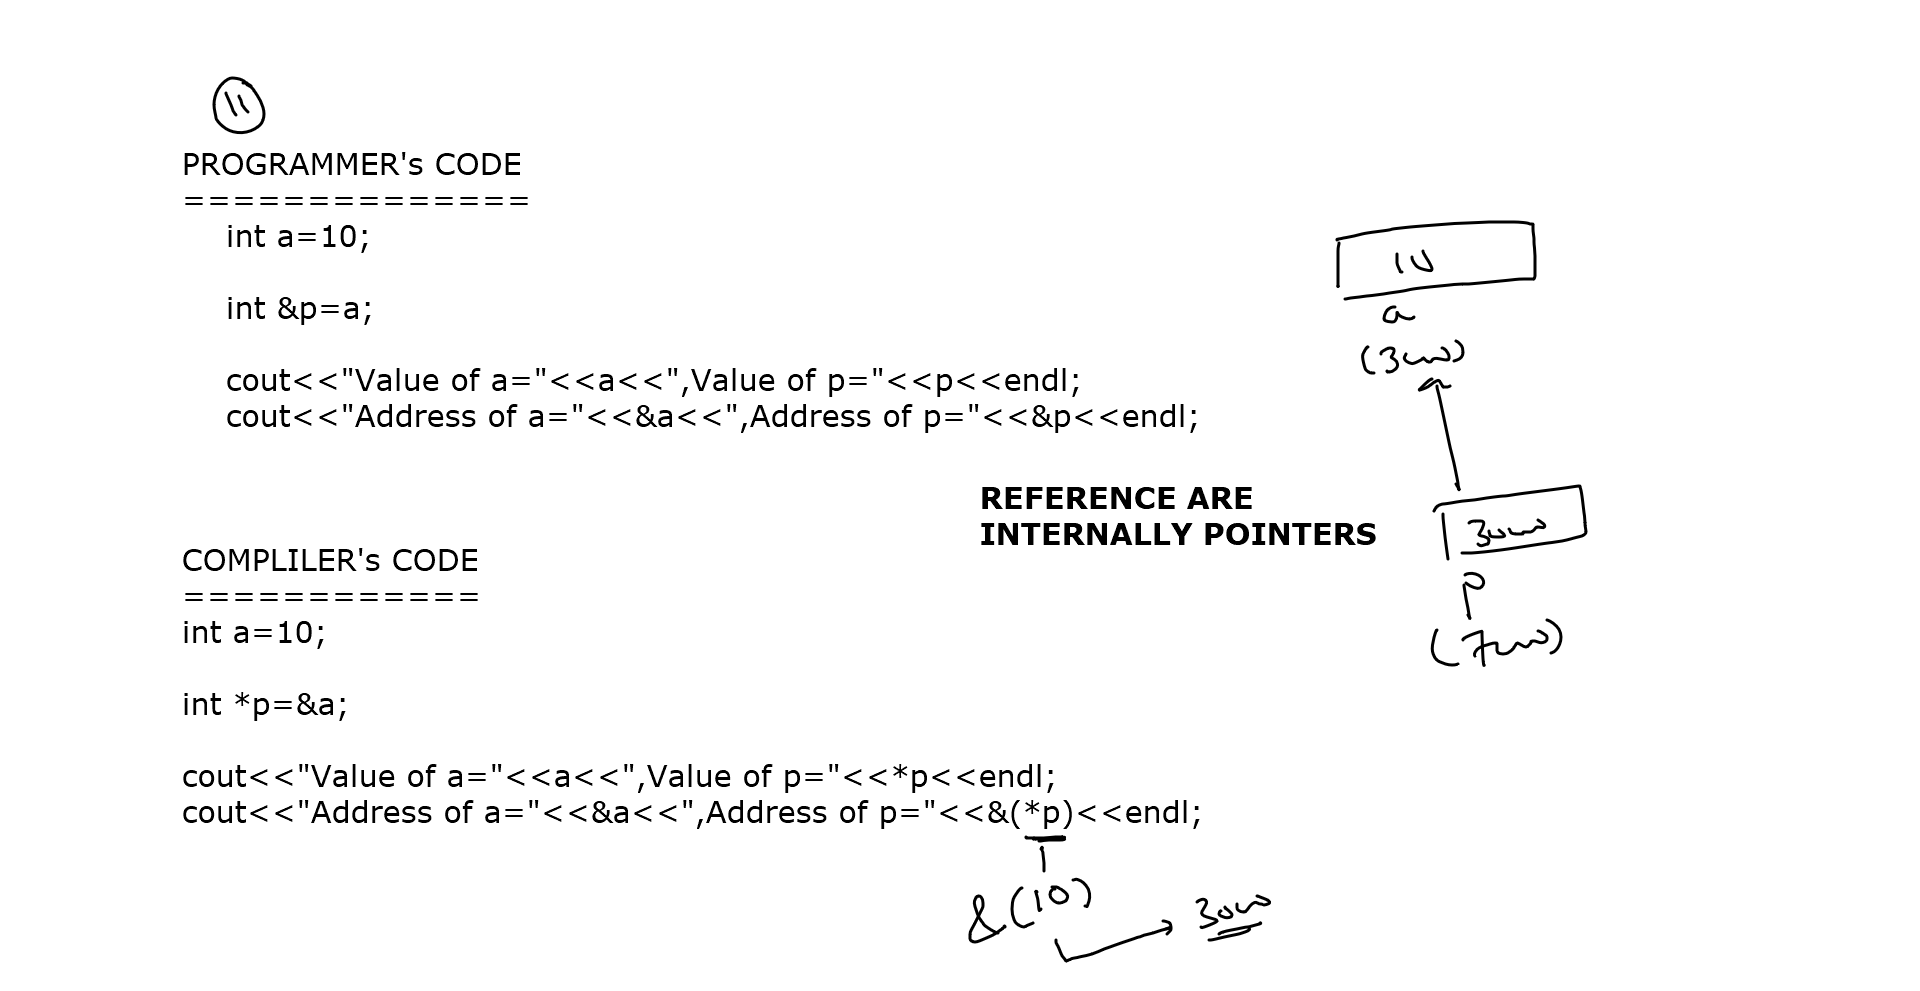 11
PROGRAMMER's CODE
==============
int a=10;
int &p=a;
cout<<"Value of a="<<a<<",Value of p="<<p<<endl;
cout<<"Address of a="<<&a<<",Address of p="<<&p<<endl;
10
a
(3000)
REFERENCE ARE
INTERNALLY POINTERS
3000
p
(7000)
COMPLILER's CODE
============
int a=10;
int *p=&a;
cout<<"Value of a="<<a<<",Value of p="<<*p<<endl;
cout<<"Address of a="<<&a<<",Address of p="<<&(*p)<<endl;
&(10)
3000